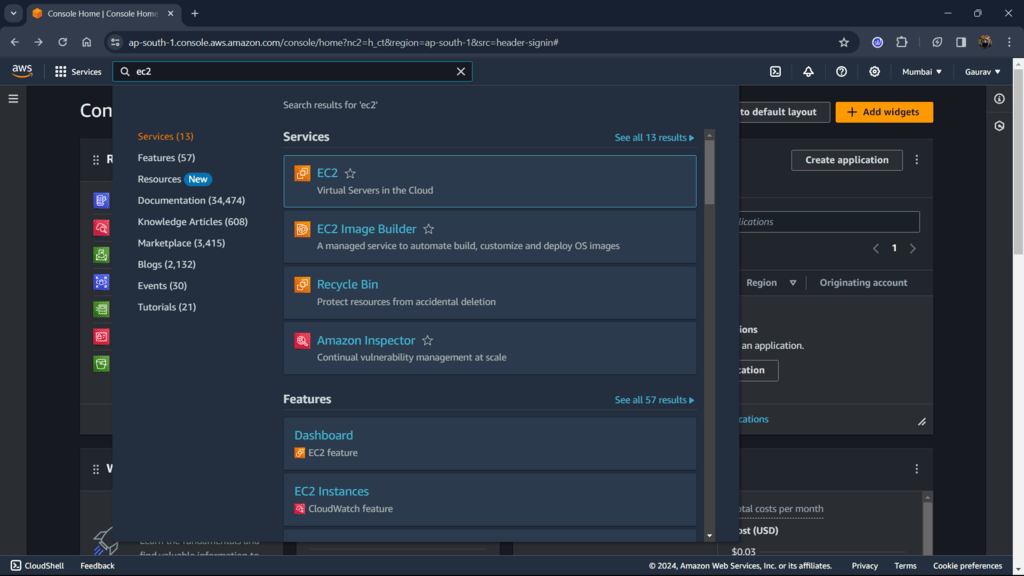 Console Home | Console Home
ap-south-1.console.aws.amazon.com/console/home?nc2=h_ct&region=ap-south-1&src=header-signin#
aws
Services
ec2
Mumbai ▼
Gaurav ▼
Con
to default layout
+ Add widgets
Search results for 'ec2'
Services (13)
Features (57)
Resources New
Documentation (34,474)
Knowledge Articles (608)
Marketplace (3,415)
Blogs (2,132)
Events (30)
Tutorials (21)
Services
See all 13 results ▶
EC2
Virtual Servers in the Cloud
EC2 Image Builder
A managed service to automate build, customize and deploy OS images
Recycle Bin
Protect resources from accidental deletion
Amazon Inspector
Continual vulnerability management at scale
Features
See all 57 results ▶
Dashboard
EC2 feature
EC2 Instances
CloudWatch feature
Create application
lications
1
Region
Originating account
ions
an application.
cation
cations
tal costs per month
ost (USD)
$0.03
Learn the fundamentals and
find valuable information to
CloudShell
Feedback
© 2024, Amazon Web Services, Inc. or its affiliates.
Privacy
Terms
Cookie preferences